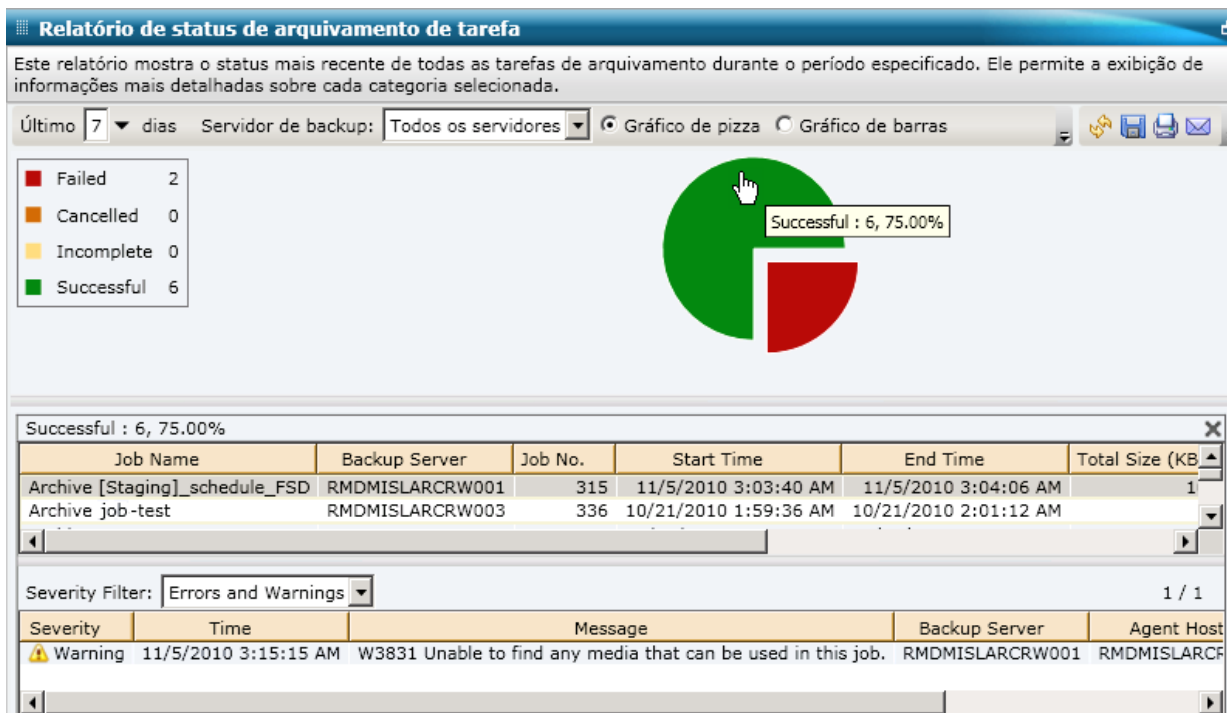 Relatório de status de arquivamento de tarefa
Este relatório mostra o status mais recente de todas as tarefas de arquivamento durante o período especificado. Ele permite a exibição de
informações mais detalhadas sobre cada categoria selecionada.
Último 7 dias Servidor de backup: Todos os servidores Gráfico de pizza Gráfico de barras
Failed 2
Cancelled 0
Incomplete 0
Successful 6
Successful : 6, 75.00%
Successful : 6, 75.00%
Job Name Backup Server Job No. Start Time End Time Total Size (KB
Archive [Staging]_schedule_FSD RMDMISLARCRW001 315 11/5/2010 3:03:40 AM 11/5/2010 3:04:06 AM 1
Archive job-test RMDMISLARCRW003 336 10/21/2010 1:59:36 AM 10/21/2010 2:01:12 AM
Severity Filter: Errors and Warnings 1 / 1
Severity Time Message Backup Server Agent Host
Warning 11/5/2010 3:15:15 AM W3831 Unable to find any media that can be used in this job. RMDMISLARCRW001 RMDMISLARCR